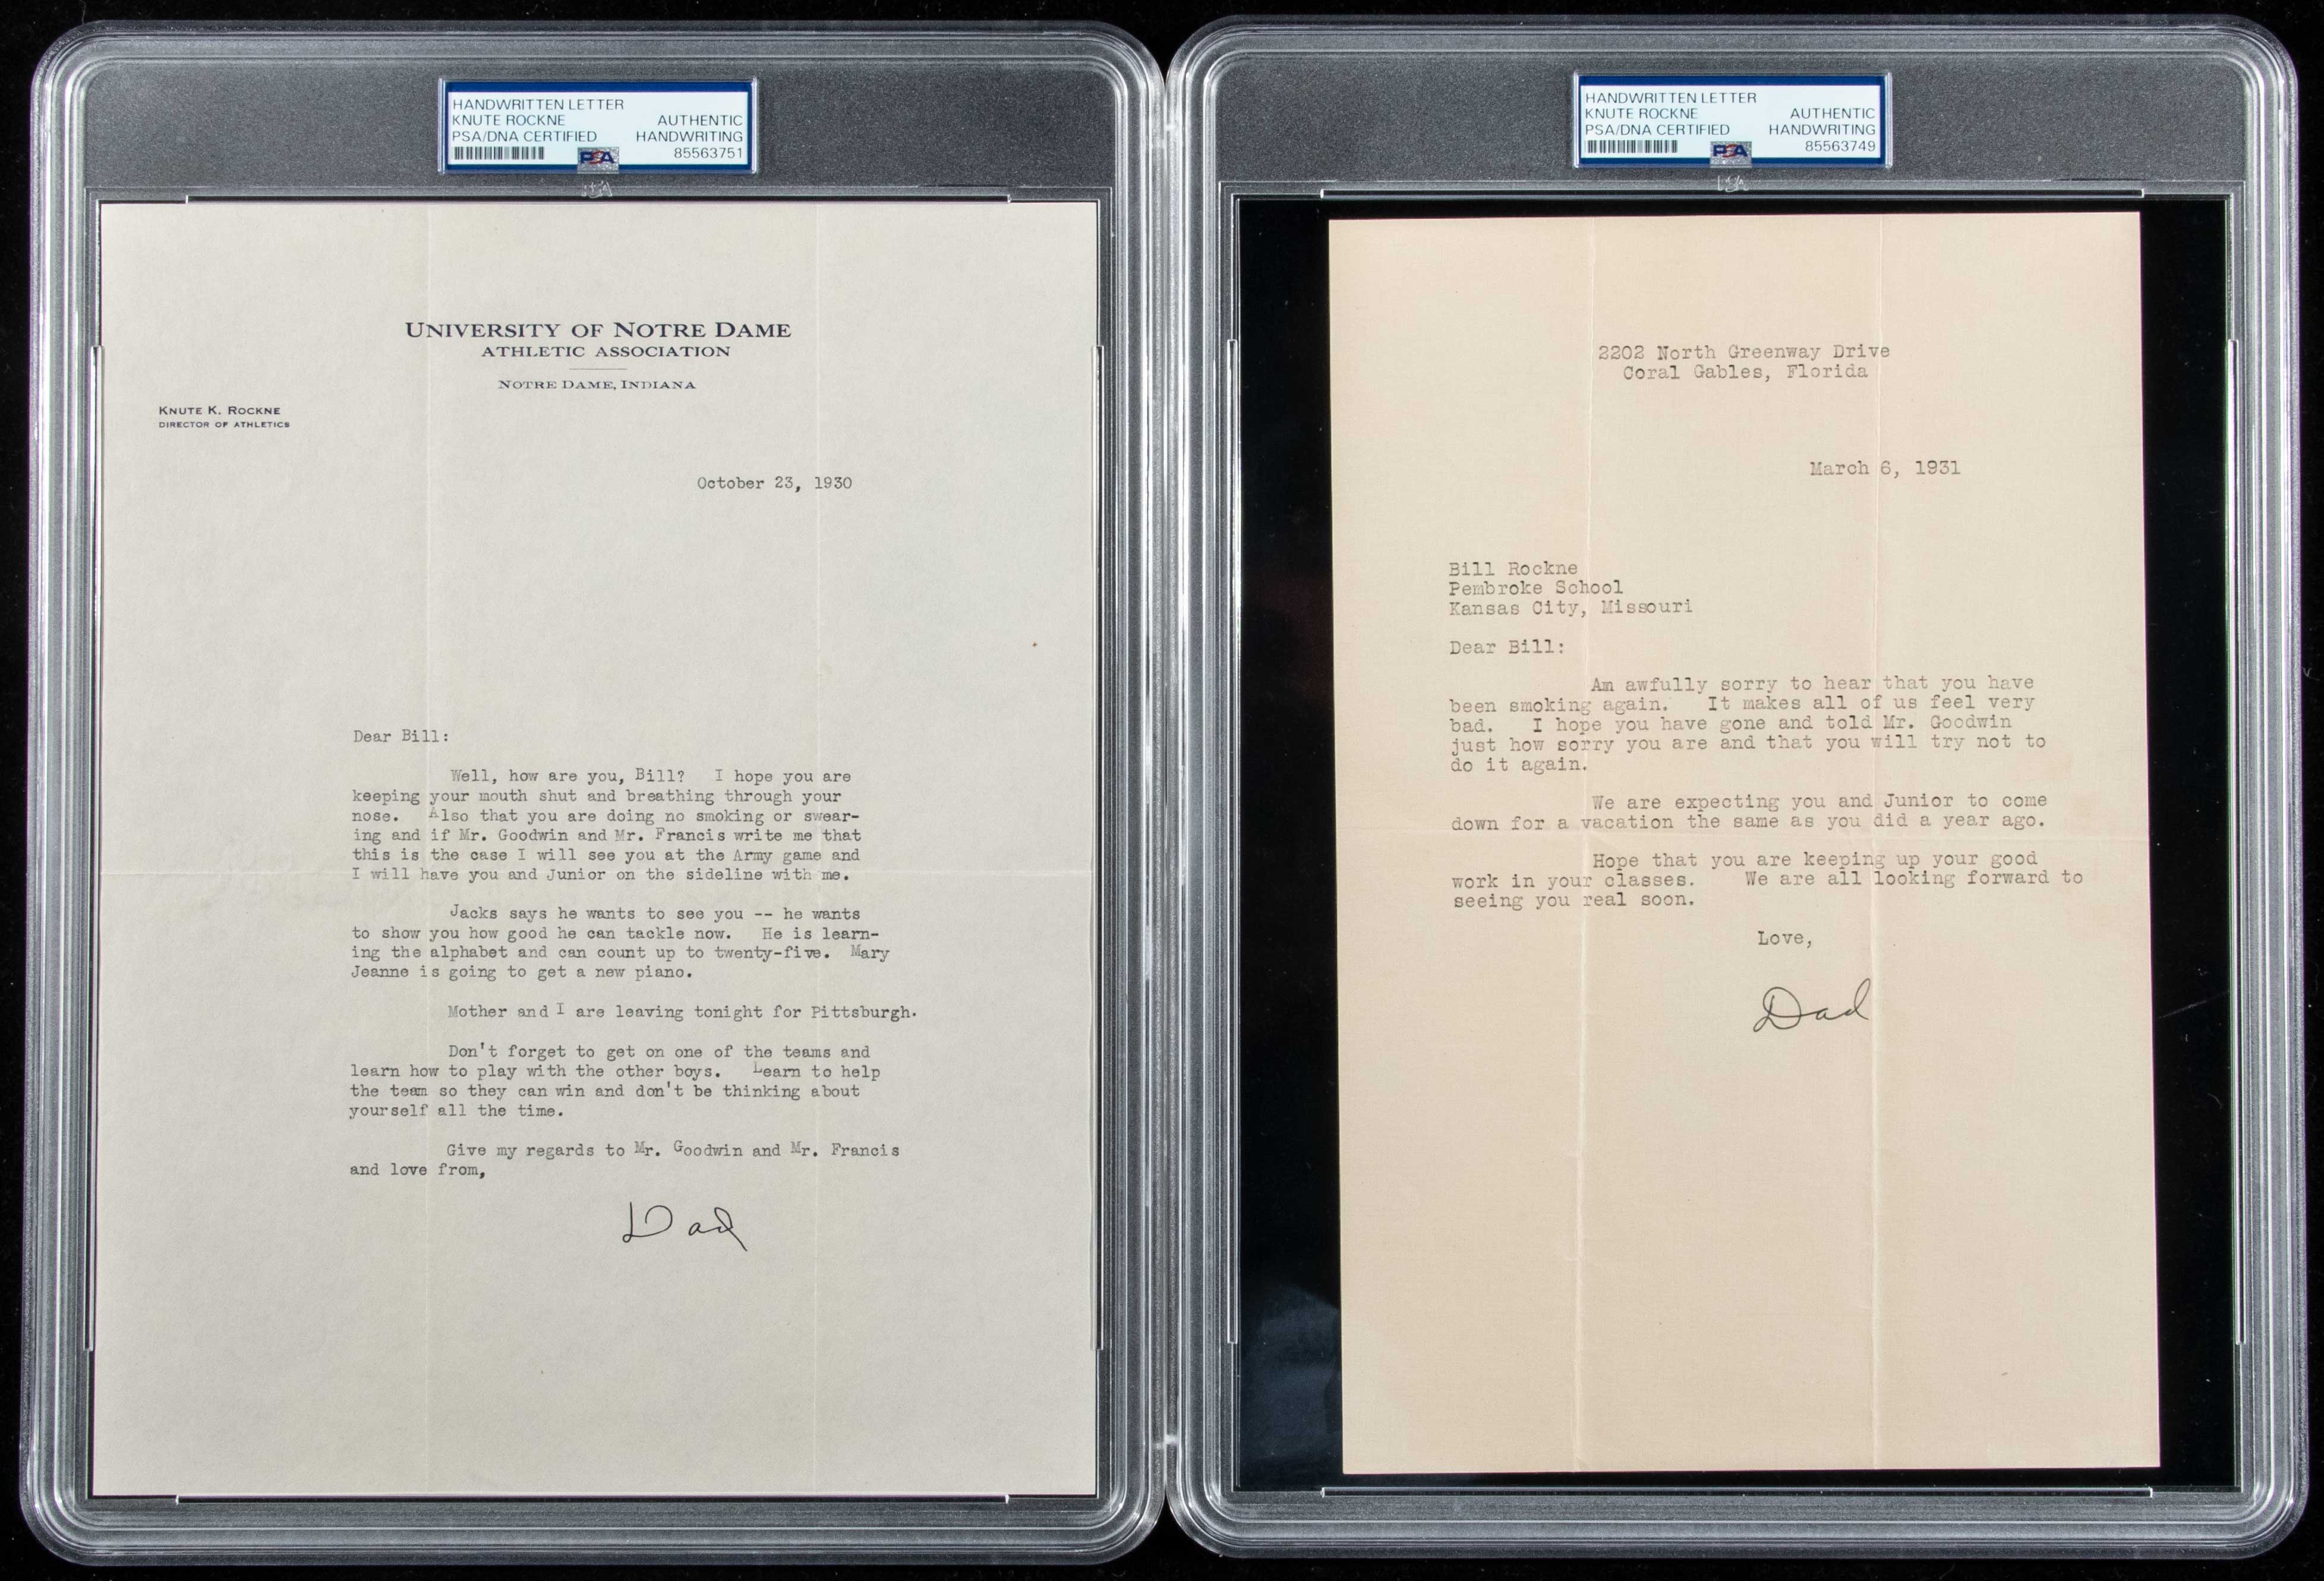 HANDWRITTEN LETTER
KNUTE ROCKNE AUTHENTIC
PSA/DNA CERTIFIED HANDWRITING
PSA 85563751
PSA
UNIVERSITY OF NOTRE DAME
ATHLETIC ASSOCIATION
NOTRE DAME, INDIANA
KNUTE K. ROCKNE
DIRECTOR OF ATHLETICS
October 23, 1930
Dear Bill:
Well, how are you, Bill? I hope you are
keeping your mouth shut and breathing through your
nose. Also that you are doing no smoking or swear-
ing and if Mr. Goodwin and Mr. Francis write me that
this is the case I will see you at the Army game and
I will have you and Junior on the sideline with me.
Jacks says he wants to see you -- he wants
to show you how good he can tackle now. He is learn-
ing the alphabet and can count up to twenty-five. Mary
Jeanne is going to get a new piano.
Mother and I are leaving tonight for Pittsburgh.
Don't forget to get on one of the teams and
learn how to play with the other boys. Learn to help
the team so they can win and don't be thinking about
yourself all the time.
Give my regards to Mr. Goodwin and Mr. Francis
and love from,
Dad
HANDWRITTEN LETTER
KNUTE ROCKNE AUTHENTIC
PSA/DNA CERTIFIED HANDWRITING
PSA 85563749
PSA
2202 North Greenway Drive
Coral Gables, Florida
March 6, 1931
Bill Rockne
Pembroke School
Kansas City, Missouri
Dear Bill:
Am awfully sorry to hear that you have
been smoking again. It makes all of us feel very
bad. I hope you have gone and told Mr. Goodwin
just how sorry you are and that you will try not to
do it again.
We are expecting you and Junior to come
down for a vacation the same as you did a year ago.
Hope that you are keeping up your good
work in your classes. We are all looking forward to
seeing you real soon.
Love,
Dad